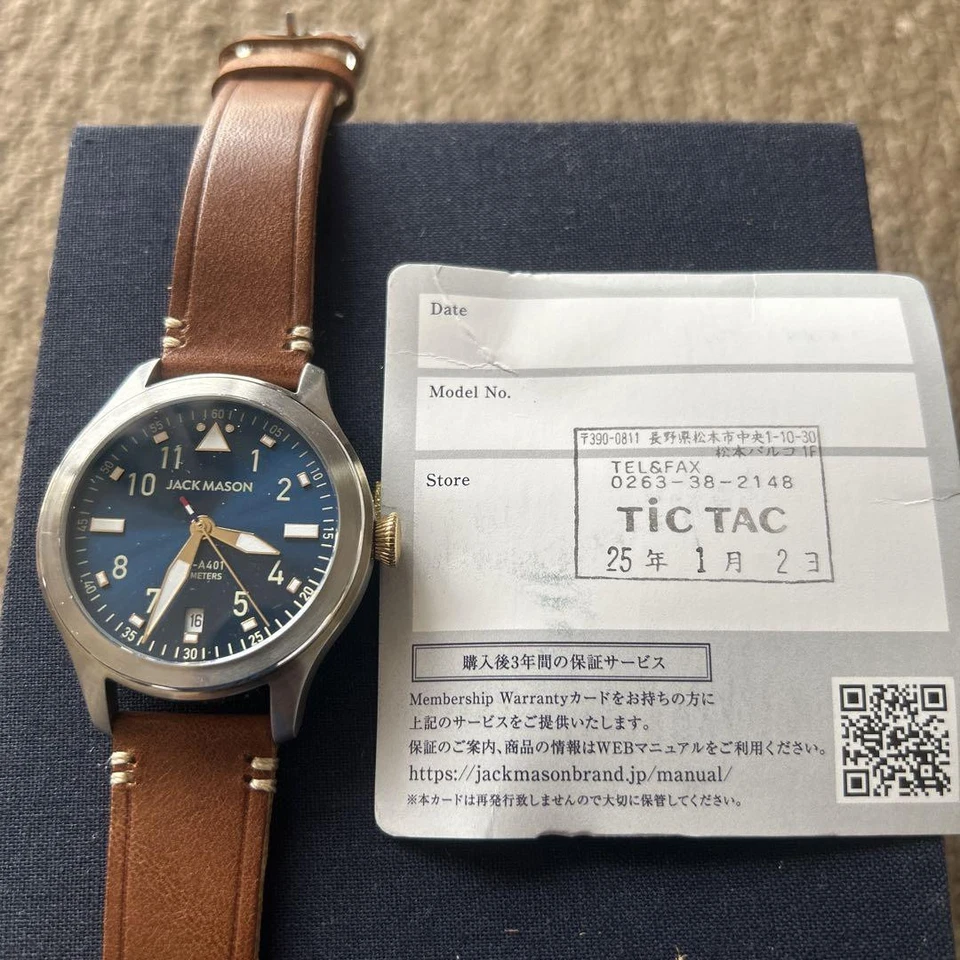 60
55
50
45
40
35
30
25
20
15
11
1
10
2
JACK MASON
8
4
-A401
METERS
7
5
16
Date
Model No.
Store
〒390-0811 長野県松本市中央1-10-30
松本パルコ 1F
TEL&FAX
0263-38-2148
TiC TAC
25年 1月 2日
購入後3年間の保証サービス
Membership Warrantyカードをお持ちの方に
上記のサービスをご提供いたします。
保証のご案内、商品の情報はWEBマニュアルをご利用ください。
https://jackmasonbrand.jp/manual/
※本カードは再発行致しませんので大切に保管してください。